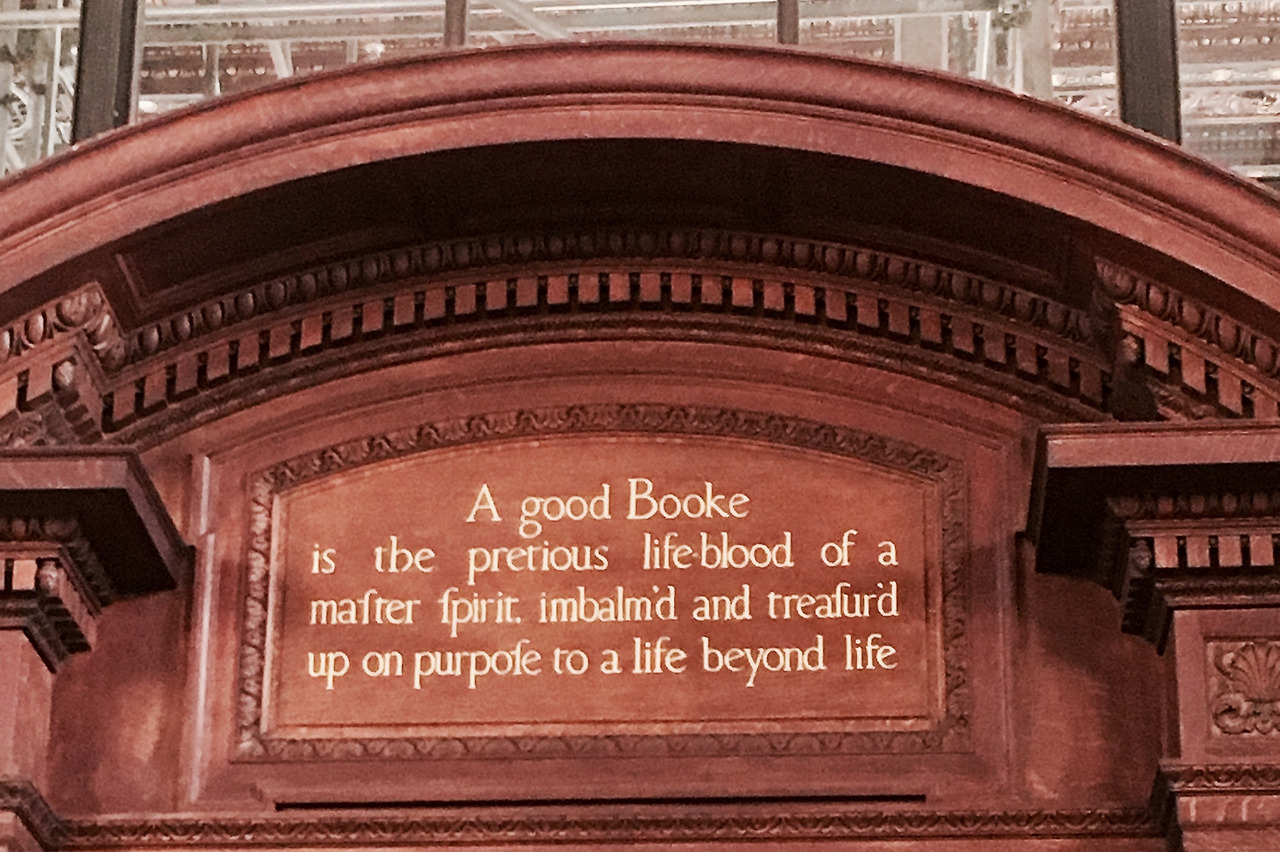 A good Booke
is the pretious life-blood of a
maſter ſpirit, imbalm'd and treaſur'd
up on purpoſe to a life beyond life